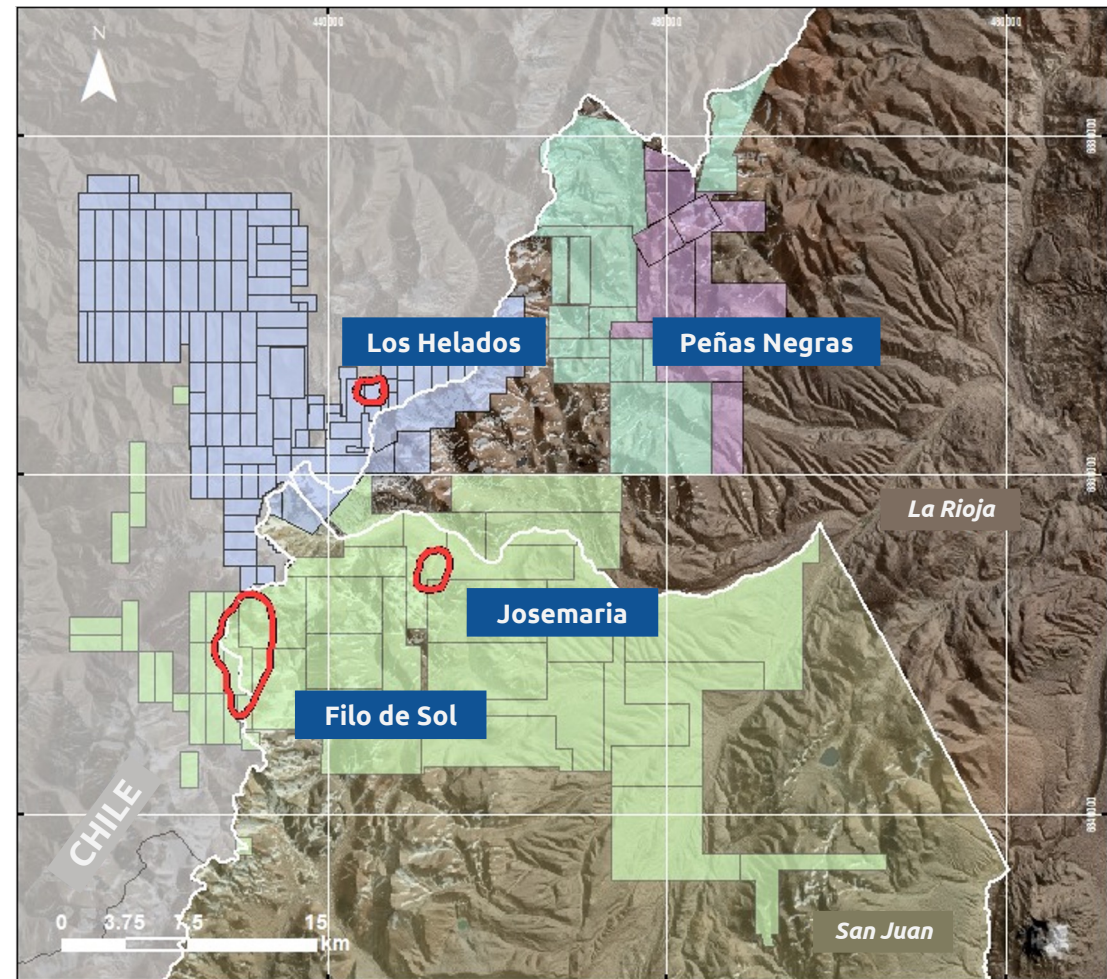 N
Los Helados
Peñas Negras
La Rioja
Josemaria
Filo de Sol
CHILE
0 3.75 7,5 15
km
San Juan